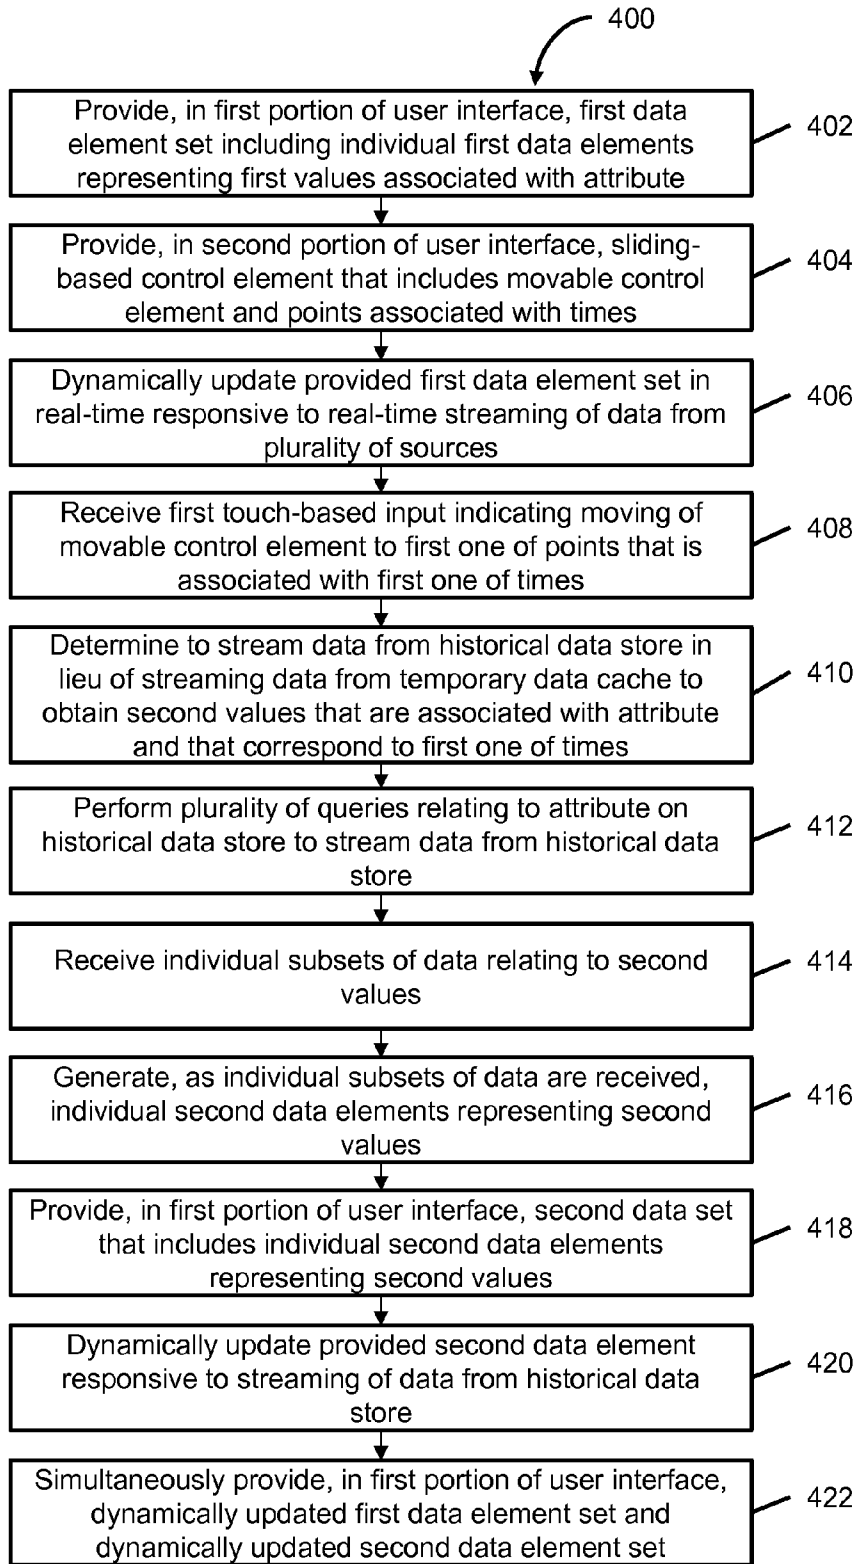 400
Provide, in first portion of user interface, first data
element set including individual first data elements
representing first values associated with attribute
402
Provide, in second portion of user interface, sliding-
based control element that includes movable control
element and points associated with times
404
Dynamically update provided first data element set in
real-time responsive to real-time streaming of data from
plurality of sources
406
Receive first touch-based input indicating moving of
movable control element to first one of points that is
associated with first one of times
408
Determine to stream data from historical data store in
lieu of streaming data from temporary data cache to
obtain second values that are associated with attribute
and that correspond to first one of times
410
Perform plurality of queries relating to attribute on
historical data store to stream data from historical data
store
412
Receive individual subsets of data relating to second
values
414
Generate, as individual subsets of data are received,
individual second data elements representing second
values
416
Provide, in first portion of user interface, second data set
that includes individual second data elements
representing second values
418
Dynamically update provided second data element
responsive to streaming of data from historical data
store
420
Simultaneously provide, in first portion of user interface,
dynamically updated first data element set and
dynamically updated second data element set
422